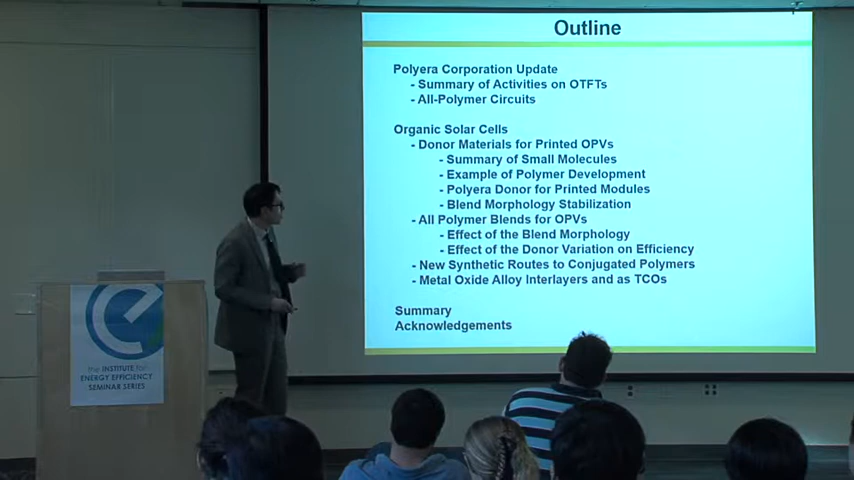 Outline
Polyera Corporation Update
- Summary of Activities on OTFTs
- All-Polymer Circuits
Organic Solar Cells
- Donor Materials for Printed OPVs
- Summary of Small Molecules
- Example of Polymer Development
- Polyera Donor for Printed Modules
- Blend Morphology Stabilization
- All Polymer Blends for OPVs
- Effect of the Blend Morphology
- Effect of the Donor Variation on Efficiency
- New Synthetic Routes to Conjugated Polymers
- Metal Oxide Alloy Interlayers and as TCOs
Summary
Acknowledgements
the INSTITUTE for
ENERGY EFFICIENCY
SEMINAR SERIES